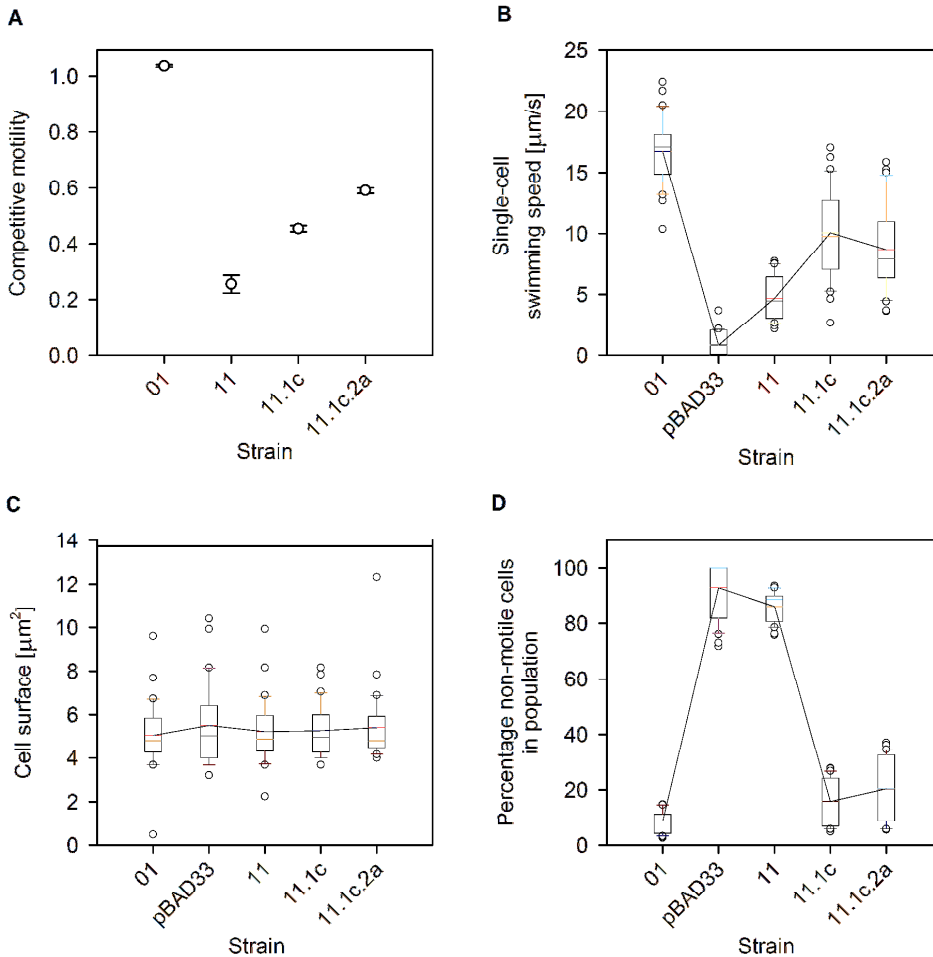 A
Competitive motility
1.0
0.8
0.6
0.4
0.2
0.0
01
11
11.1c
11.1c.2a
Strain
B
Single-cell
swimming speed [μm/s]
25
20
15
10
5
0
01
pBAD33
11
11.1c
11.1c.2a
Strain
C
Cell surface [μm²]
14
12
10
8
6
4
2
0
01
pBAD33
11
11.1c
11.1c.2a
Strain
D
Percentage non-motile cells
in population
100
80
60
40
20
0
01
pBAD33
11
11.1c
11.1c.2a
Strain